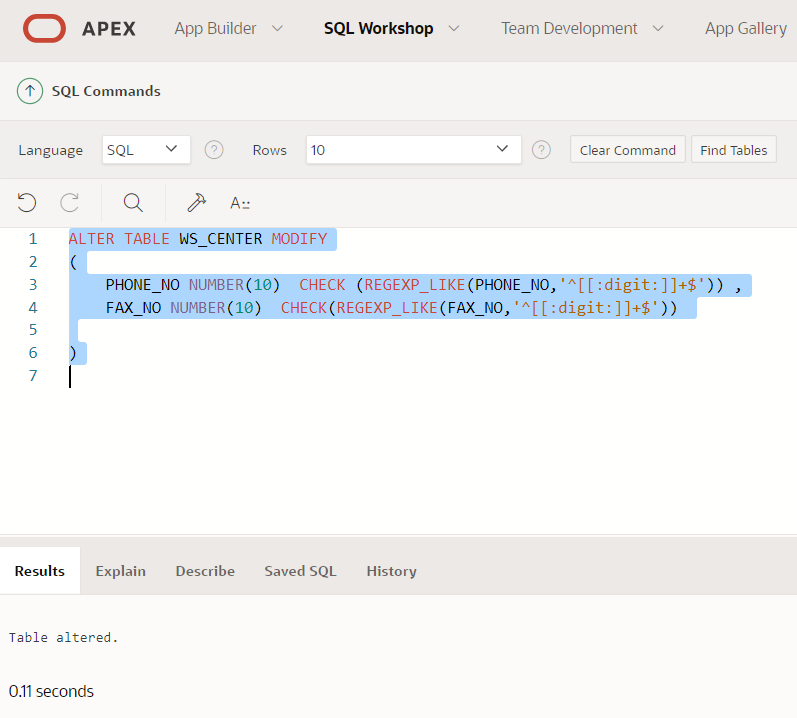 APEX App Builder SQL Workshop Team Development App Gallery
SQL Commands
Language SQL ? Rows 10 ? Clear Command Find Tables
A::
1 ALTER TABLE WS_CENTER MODIFY
2 (
3 PHONE_NO NUMBER(10)  CHECK (REGEXP_LIKE(PHONE_NO,'^[[:digit:]]+$')) ,
4 FAX_NO NUMBER(10)  CHECK(REGEXP_LIKE(FAX_NO,'^[[:digit:]]+$'))
5
6 )
7
Results Explain Describe Saved SQL History
Table altered.
0.11 seconds